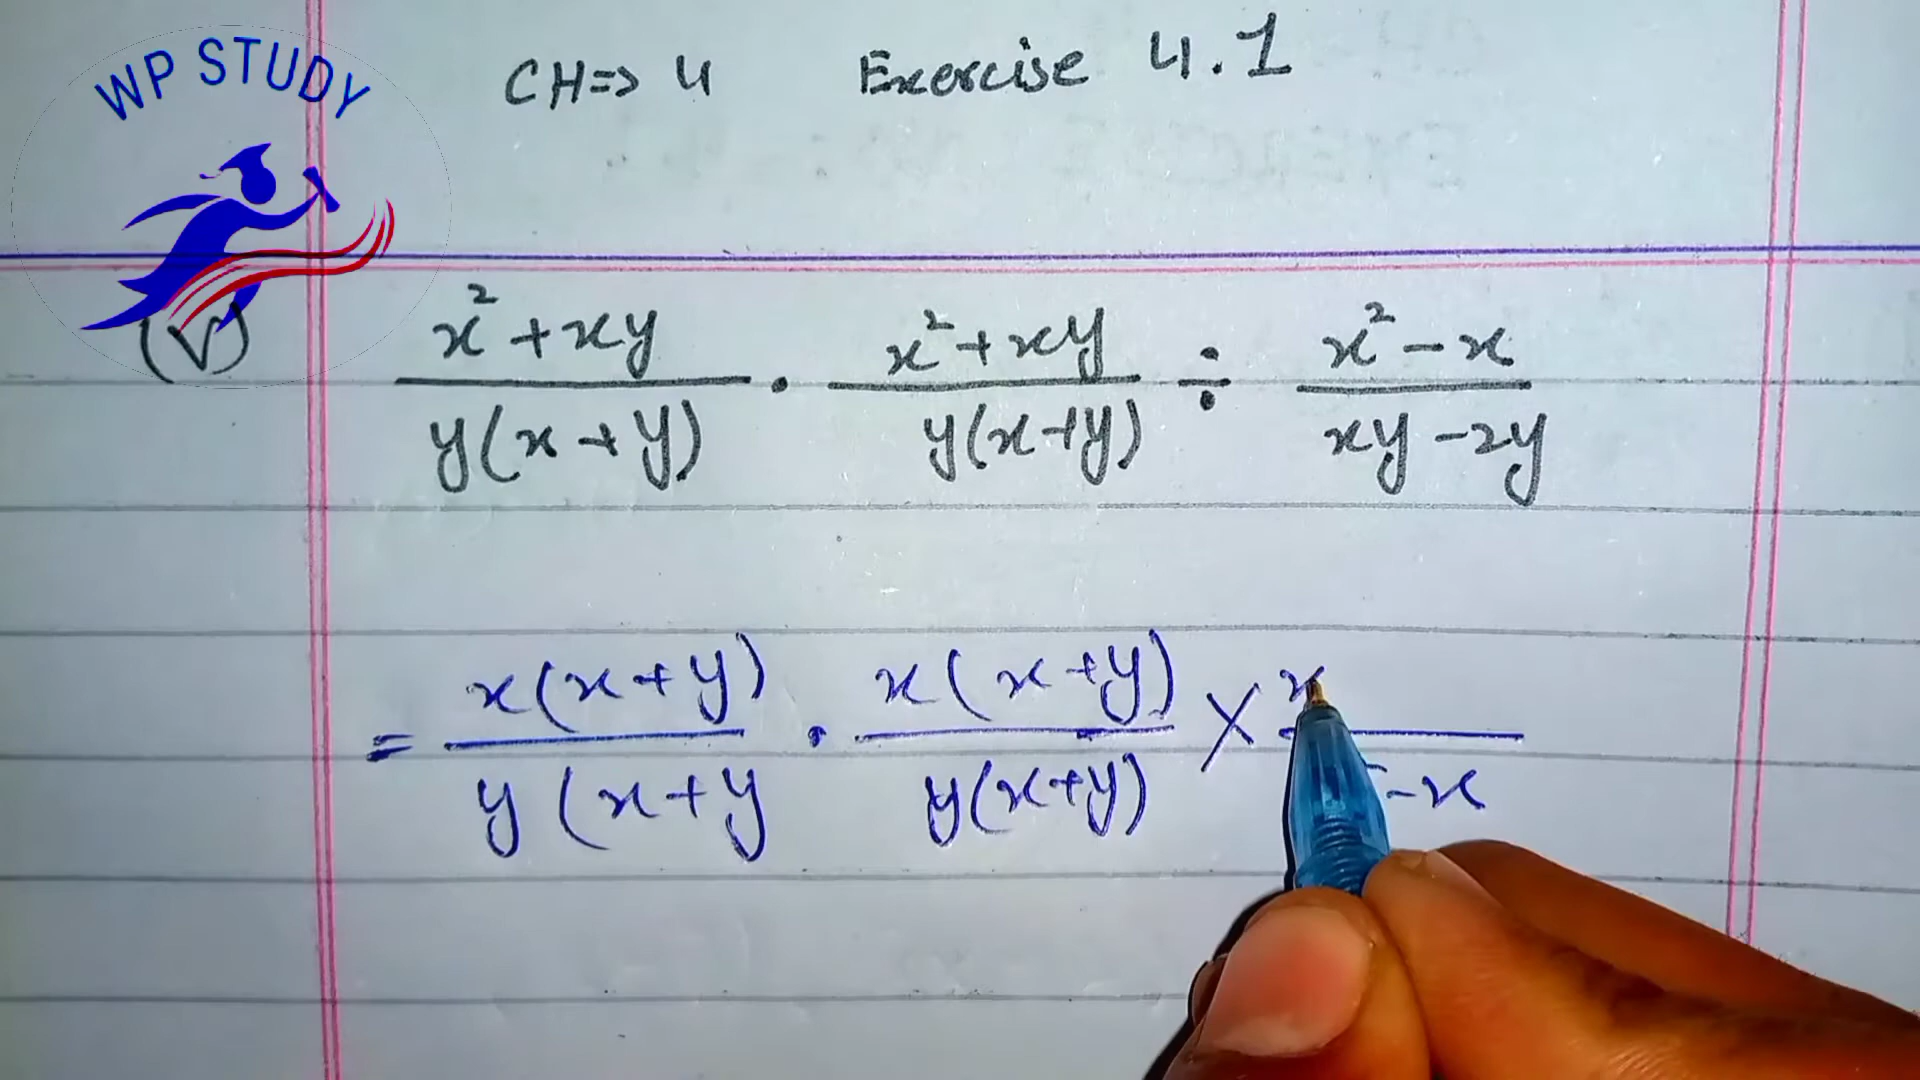 WP STUDY
CH=> 4 Exercise 4.1
(V) x²+xy / y(x+y) · x²+xy / y(x+y) ÷ x²-x / xy-2y
= x(x+y) / y(x+y · x(x+y) / y(x+y) × x / -x